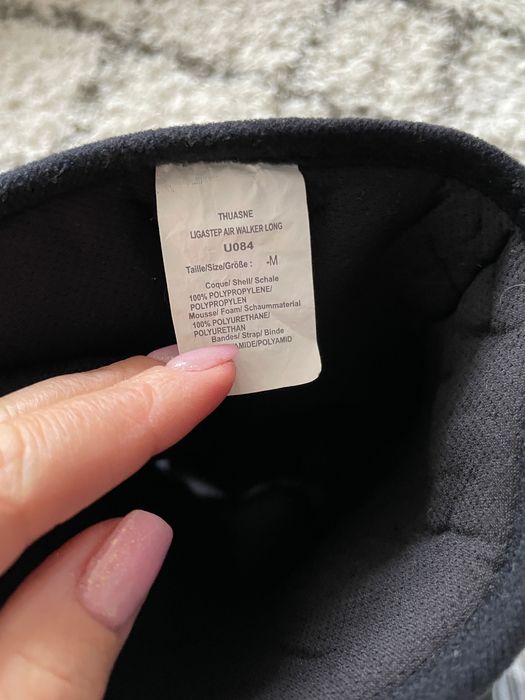 THUASNE
LIGASTEP AIR WALKER LONG
U084
Taille/Size/Größe : -M
Coque/ Shell/ Schale
100% POLYPROPYLENE/
POLYPROPYLEN
Mousse/ Foam/ Schaummaterial
100% POLYURETHANE/
POLYURETHAN
Bandes/ Strap/ Binde
AMIDE/POLYAMID